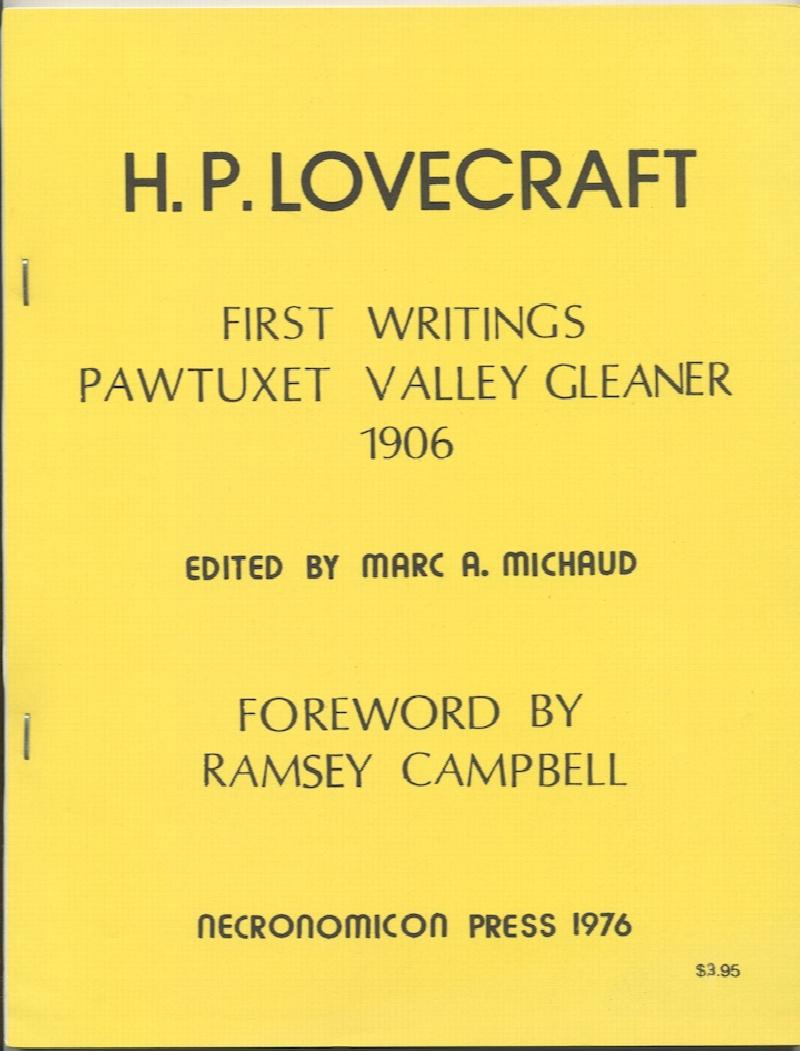 H. P. LOVECRAFT
FIRST WRITINGS
PAWTUXET VALLEY GLEANER
1906
EDITED BY MARC A. MICHAUD
FOREWORD BY
RAMSEY CAMPBELL
NECRONOMICON PRESS 1976
$3.95